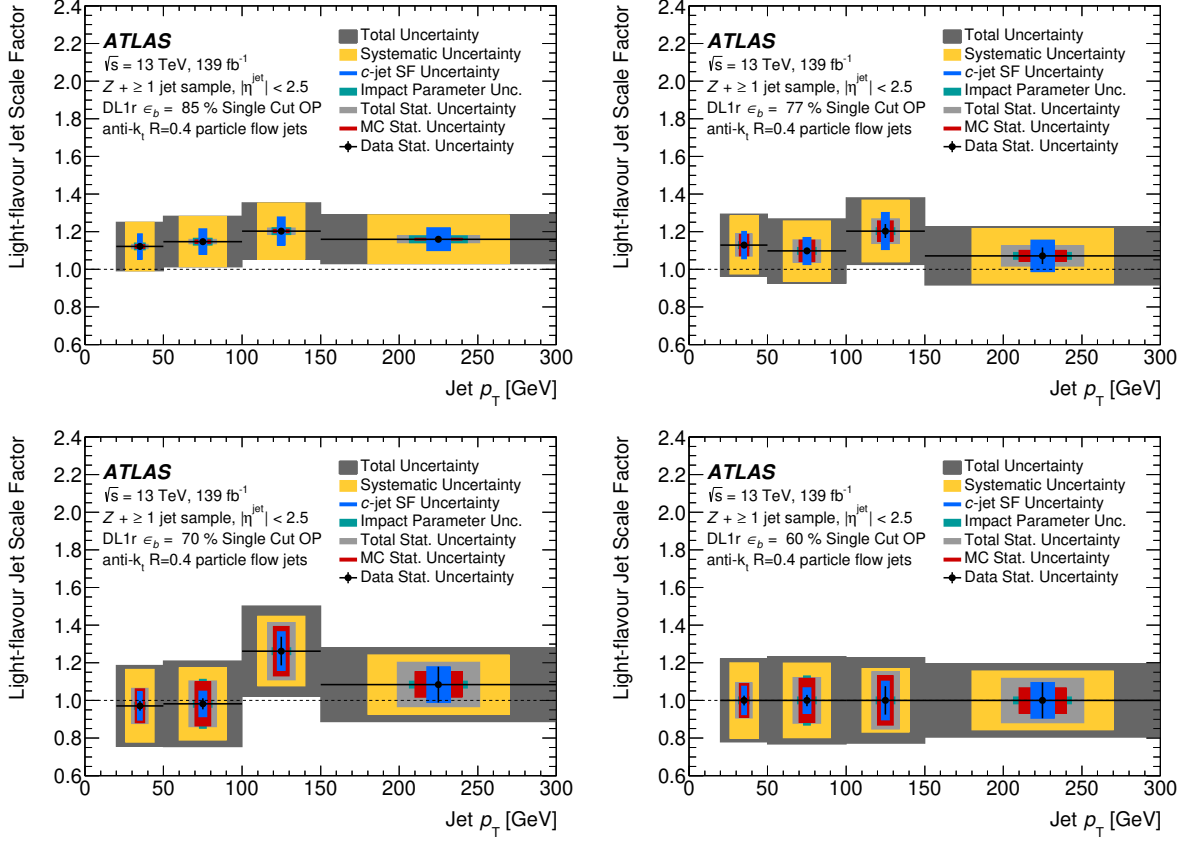 2.4
2.2
2.0
1.8
1.6
1.4
1.2
1.0
0.8
0.6
Light-flavour Jet Scale Factor
ATLAS
√s = 13 TeV, 139 fb⁻¹
Z + ≥ 1 jet sample, |η^jet| < 2.5
DL1r ϵ_b = 85 % Single Cut OP
anti-k_t R=0.4 particle flow jets
Total Uncertainty
Systematic Uncertainty
c-jet SF Uncertainty
Impact Parameter Unc.
Total Stat. Uncertainty
MC Stat. Uncertainty
Data Stat. Uncertainty
0 50 100 150 200 250 300
Jet p_T [GeV]
2.4
2.2
2.0
1.8
1.6
1.4
1.2
1.0
0.8
0.6
Light-flavour Jet Scale Factor
ATLAS
√s = 13 TeV, 139 fb⁻¹
Z + ≥ 1 jet sample, |η^jet| < 2.5
DL1r ϵ_b = 77 % Single Cut OP
anti-k_t R=0.4 particle flow jets
Total Uncertainty
Systematic Uncertainty
c-jet SF Uncertainty
Impact Parameter Unc.
Total Stat. Uncertainty
MC Stat. Uncertainty
Data Stat. Uncertainty
0 50 100 150 200 250 300
Jet p_T [GeV]
2.4
2.2
2.0
1.8
1.6
1.4
1.2
1.0
0.8
0.6
Light-flavour Jet Scale Factor
ATLAS
√s = 13 TeV, 139 fb⁻¹
Z + ≥ 1 jet sample, |η^jet| < 2.5
DL1r ϵ_b = 70 % Single Cut OP
anti-k_t R=0.4 particle flow jets
Total Uncertainty
Systematic Uncertainty
c-jet SF Uncertainty
Impact Parameter Unc.
Total Stat. Uncertainty
MC Stat. Uncertainty
Data Stat. Uncertainty
0 50 100 150 200 250 300
Jet p_T [GeV]
2.4
2.2
2.0
1.8
1.6
1.4
1.2
1.0
0.8
0.6
Light-flavour Jet Scale Factor
ATLAS
√s = 13 TeV, 139 fb⁻¹
Z + ≥ 1 jet sample, |η^jet| < 2.5
DL1r ϵ_b = 60 % Single Cut OP
anti-k_t R=0.4 particle flow jets
Total Uncertainty
Systematic Uncertainty
c-jet SF Uncertainty
Impact Parameter Unc.
Total Stat. Uncertainty
MC Stat. Uncertainty
Data Stat. Uncertainty
0 50 100 150 200 250 300
Jet p_T [GeV]